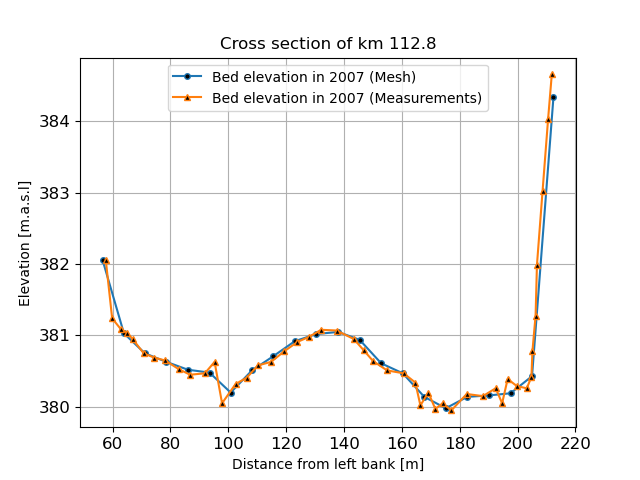 Cross section of km 112.8
Bed elevation in 2007 (Mesh)
Bed elevation in 2007 (Measurements)
Elevation [m.a.s.l]
384
383
382
381
380
60 80 100 120 140 160 180 200 220
Distance from left bank [m]